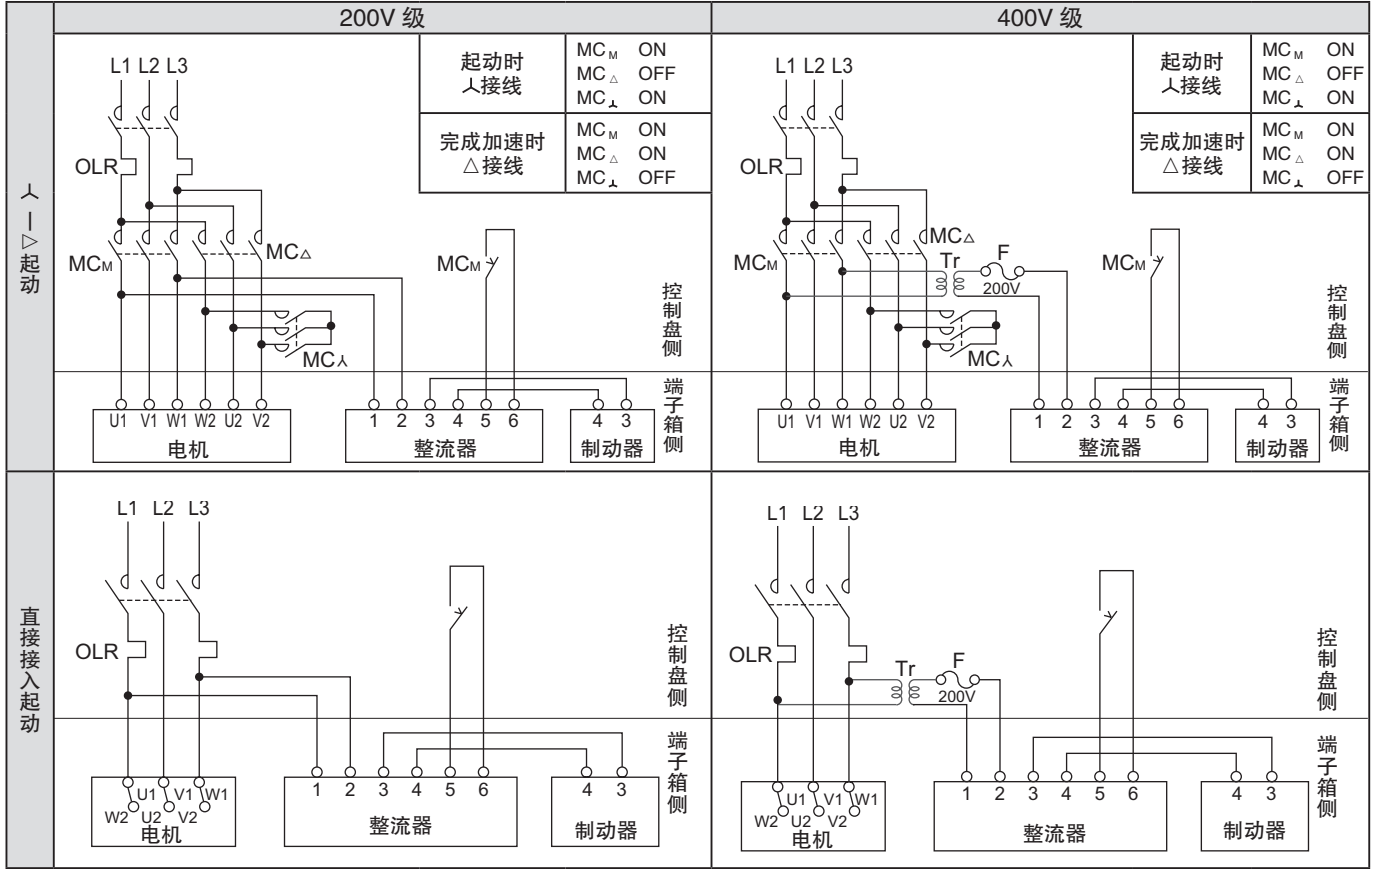 200V 级
400V 级
人—▷起动
L1 L2 L3
起动时
人接线
MCM ON
MC△ OFF
MC人 ON
完成加速时
△接线
MCM ON
MC△ ON
MC人 OFF
OLR
MCM
MC△
MCM
MC人
控制盘侧
端子箱侧
U1 V1 W1 W2 U2 V2
电机
1 2 3 4 5 6
整流器
4 3
制动器
L1 L2 L3
起动时
人接线
MCM ON
MC△ OFF
MC人 ON
完成加速时
△接线
MCM ON
MC△ ON
MC人 OFF
OLR
MCM
MC△
Tr
F
200V
MCM
MC人
控制盘侧
端子箱侧
U1 V1 W1 W2 U2 V2
电机
1 2 3 4 5 6
整流器
4 3
制动器
直接接入起动
L1 L2 L3
OLR
控制盘侧
端子箱侧
U1 V1 W1
W2 U2 V2
电机
1 2 3 4 5 6
整流器
4 3
制动器
L1 L2 L3
OLR
Tr
F
200V
控制盘侧
端子箱侧
U1 V1 W1
W2 U2 V2
电机
1 2 3 4 5 6
整流器
4 3
制动器